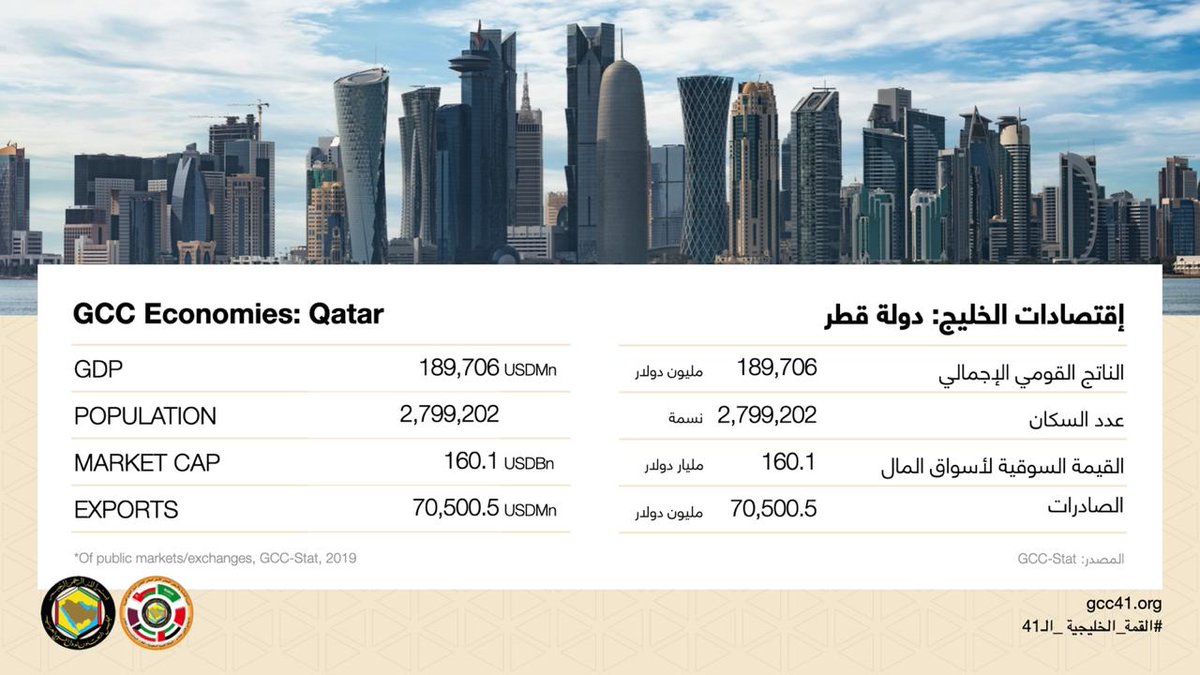 GCC Economies: Qatar
GDP 189,706 USDMn
POPULATION 2,799,202
MARKET CAP 160.1 USDBn
EXPORTS 70,500.5 USDMn
*Of public markets/exchanges, GCC-Stat, 2019
إقتصادات الخليج: دولة قطر
الناتج القومي الإجمالي 189,706 مليون دولار
عدد السكان 2,799,202 نسمة
القيمة السوقية لأسواق المال 160.1 مليار دولار
الصادرات 70,500.5 مليون دولار
المصدر: GCC-Stat
gcc41.org
#القمة_الخليجية _الـ41